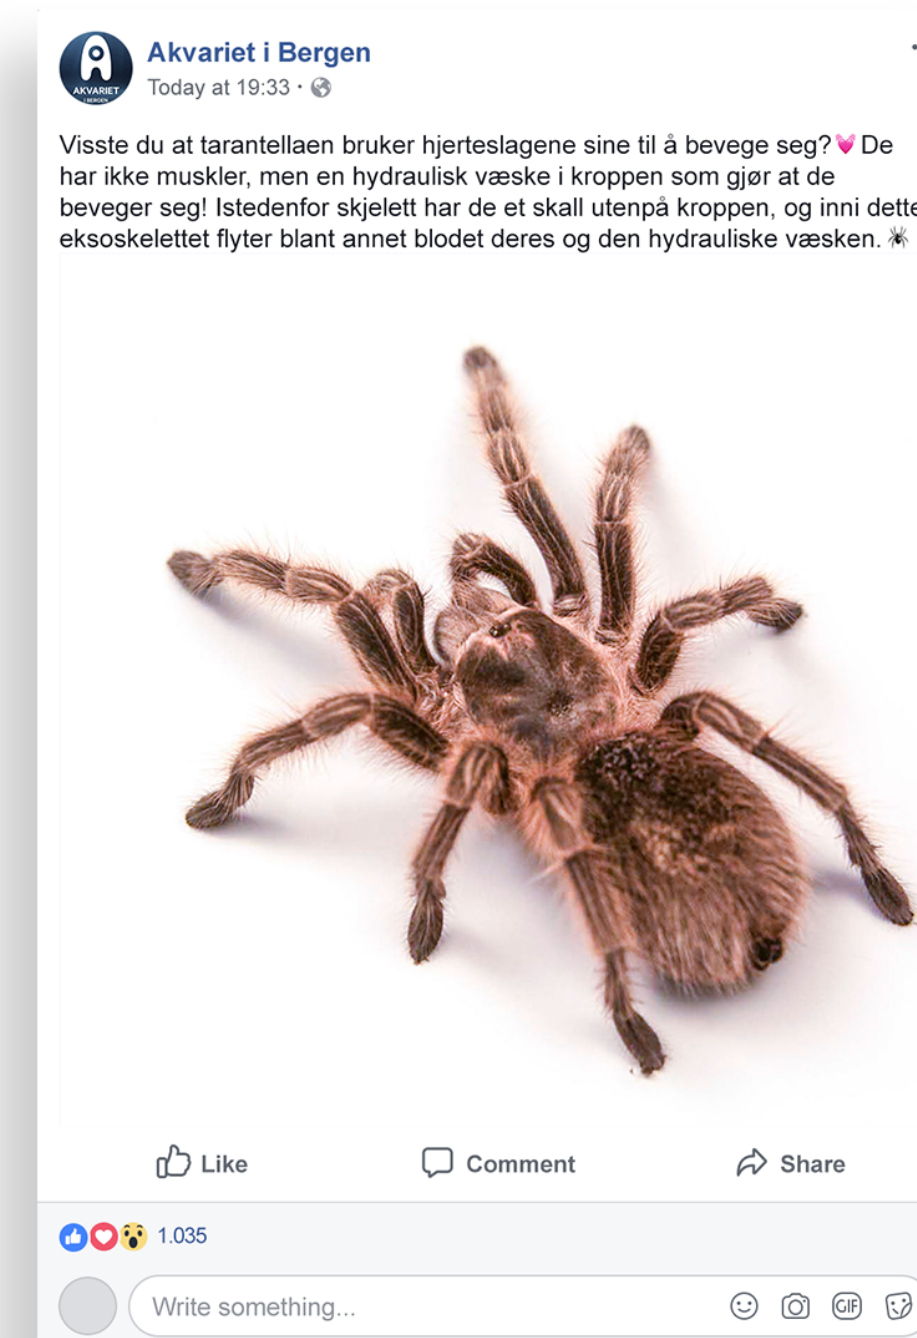 AKVARIET
I BERGEN
Akvariet i Bergen
Today at 19:33 ·
Visste du at tarantellaen bruker hjerteslagene sine til å bevege seg?💓 De
har ikke muskler, men en hydraulisk væske i kroppen som gjør at de
beveger seg! Istedenfor skjelett har de et skall utenpå kroppen, og inni dette
eksoskelettet flyter blant annet blodet deres og den hydrauliske væsken. 🕷
Like
Comment
Share
1.035
Write something...
GIF